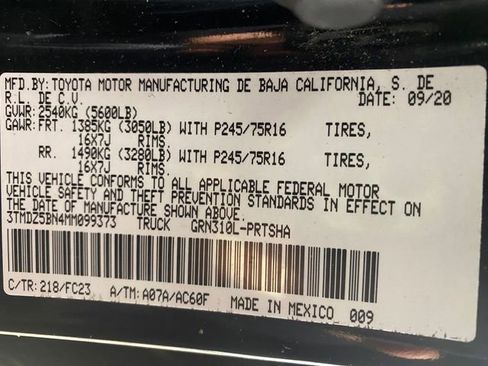 MFD.BY: TOYOTA MOTOR MANUFACTURING DE BAJA CALIFORNIA, S. DE
R.L. DE C.V. DATE: 09/20
GVWR: 2540KG (5600LB)
GAWR: FRT. 1385KG (3050LB) WITH P245/75R16 TIRES,
16X7J RIMS.
RR. 1490KG (3280LB) WITH P245/75R16 TIRES,
16X7J RIMS.
THIS VEHICLE CONFORMS TO ALL APPLICABLE FEDERAL MOTOR
VEHICLE SAFETY AND THEFT PREVENTION STANDARDS IN EFFECT ON
THE DATE OF MANUFACTURE SHOWN ABOVE.
3TMDZ5BN4MM099373 TRUCK GRN310L-PRTSHA
C/TR: 218/FC23 A/TM: A07A/AC60F MADE IN MEXICO 009